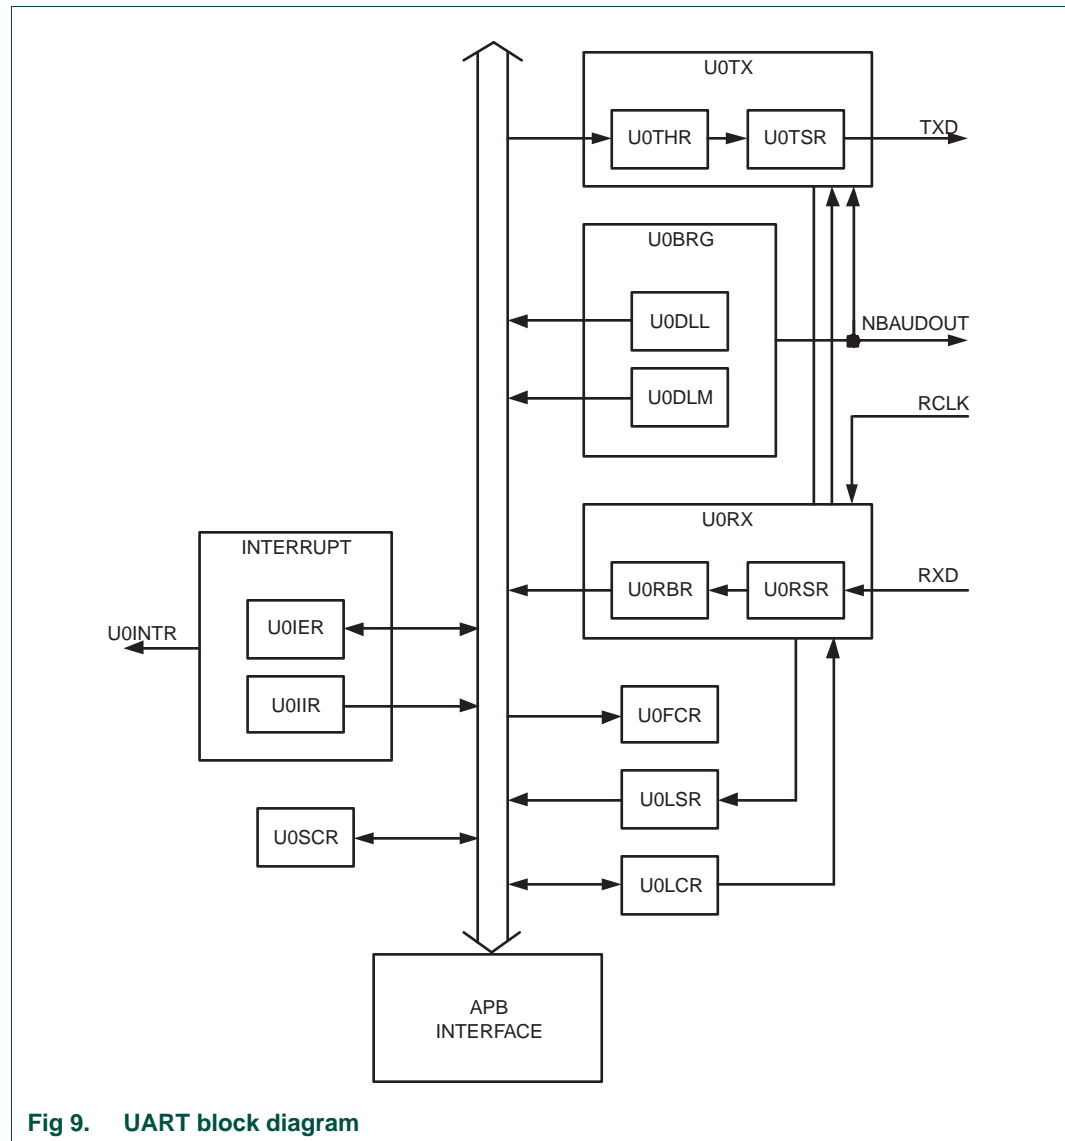 U0TX
U0THR
U0TSR
TXD
U0BRG
U0DLL
NBAUDOUT
U0DLM
RCLK
U0RX
INTERRUPT
U0RBR
U0RSR
RXD
U0INTR
U0IER
U0IIR
U0FCR
U0LSR
U0SCR
U0LCR
APB
INTERFACE
Fig 9. UART block diagram